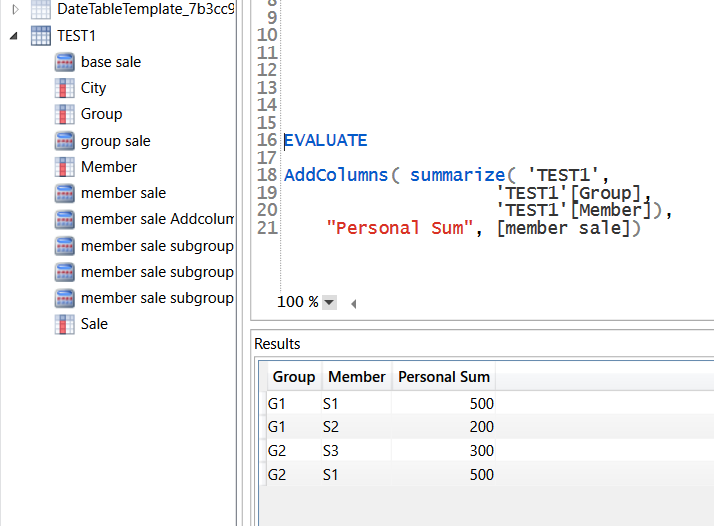 DateTableTemplate_7b3cc9
TEST1
base sale
City
Group
group sale
Member
member sale
member sale Addcolum
member sale subgroup
member sale subgroup
member sale subgroup
Sale
8
9
10
11
12
13
14
15
16 EVALUATE
17
18 AddColumns( summarize( 'TEST1',
19 'TEST1'[Group],
20 'TEST1'[Member]),
21 "Personal Sum", [member sale])
100 %
Results
Group Member Personal Sum
G1 S1 500
G1 S2 200
G2 S3 300
G2 S1 500